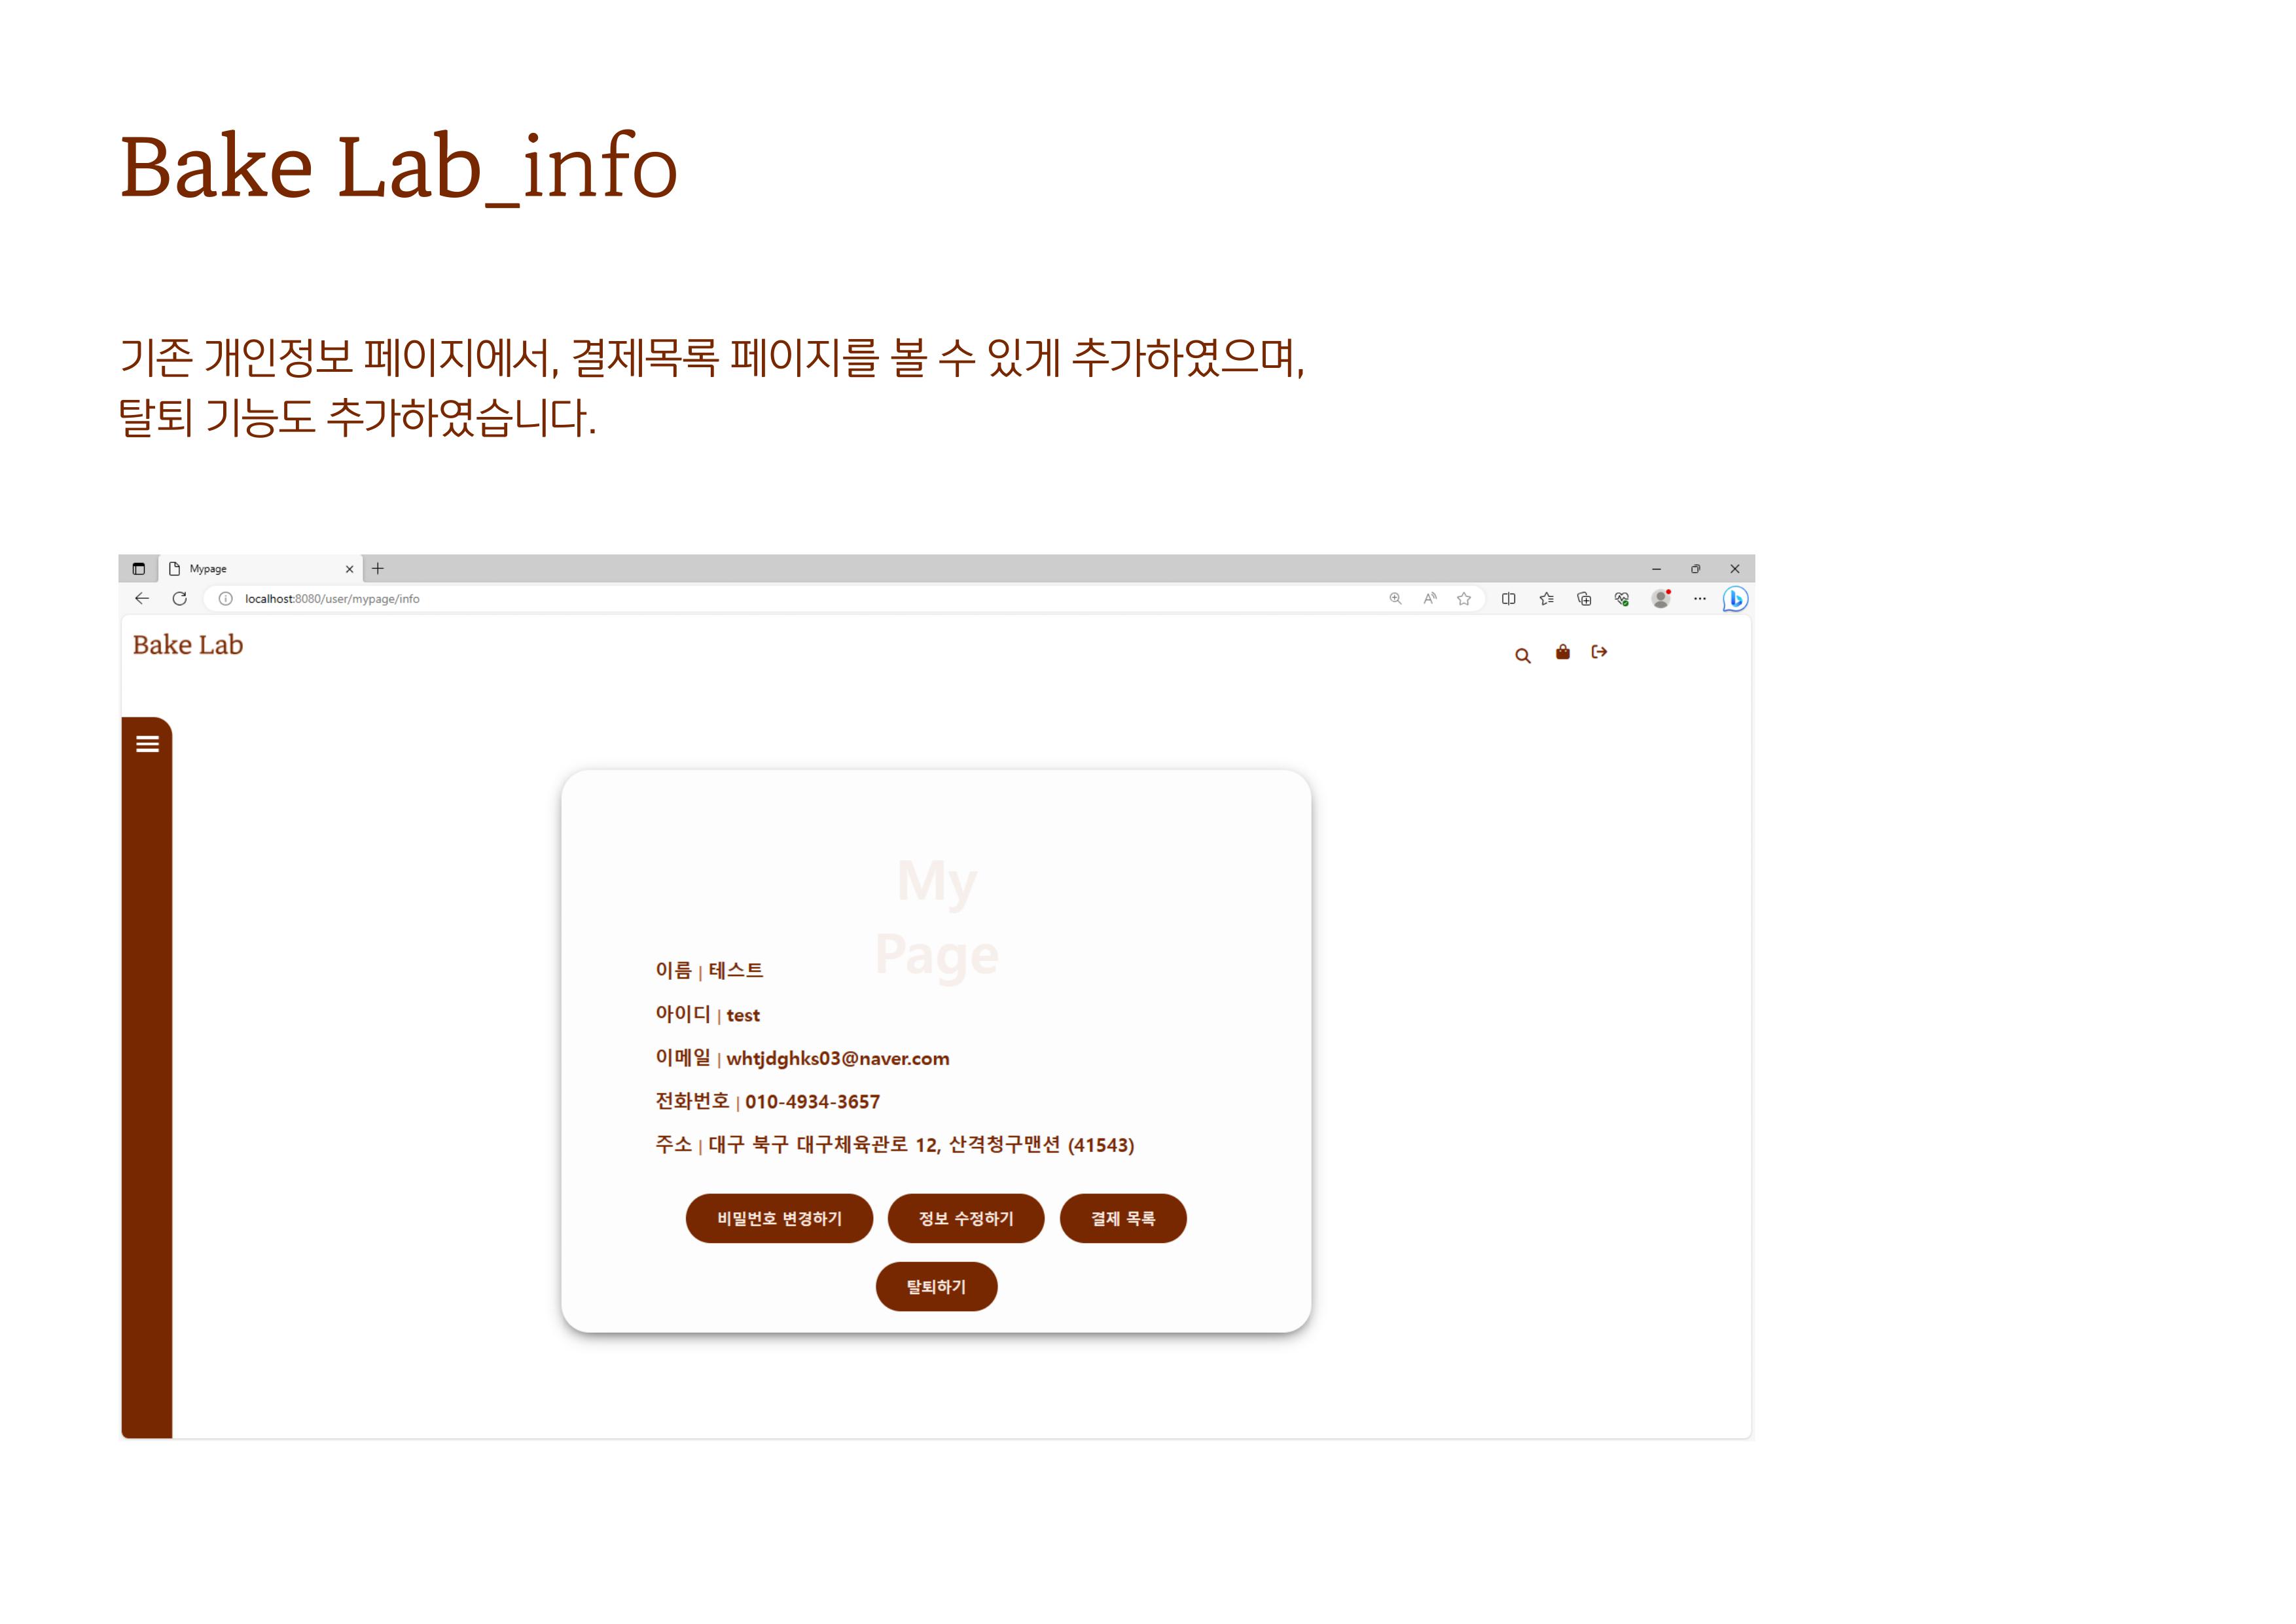 Bake Lab_info
기존 개인정보 페이지에서, 결제목록 페이지를 볼 수 있게 추가하였으며,
탈퇴 기능도 추가하였습니다.
Mypage
localhost:8080/user/mypage/info
Bake Lab
My
Page
이름 | 테스트
아이디 | test
이메일 | whtjdghks03@naver.com
전화번호 | 010-4934-3657
주소 | 대구 북구 대구체육관로 12, 산격청구맨션 (41543)
비밀번호 변경하기 정보 수정하기 결제 목록
탈퇴하기